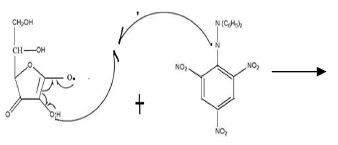 CH₂OH
N(C₆H₅)₂
CH—OH
N
O
O•
NO₂
NO₂
O
OH
+
NO₂